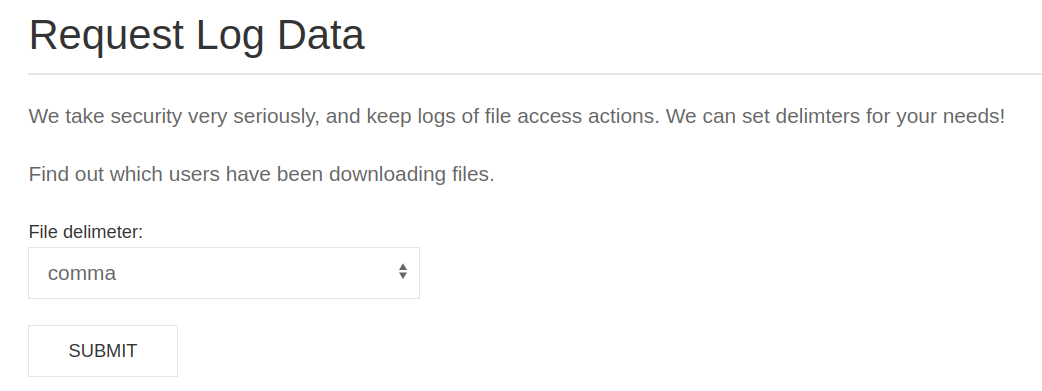 Request Log Data
We take security very seriously, and keep logs of file access actions. We can set delimters for your needs!
Find out which users have been downloading files.
File delimeter:
comma
SUBMIT